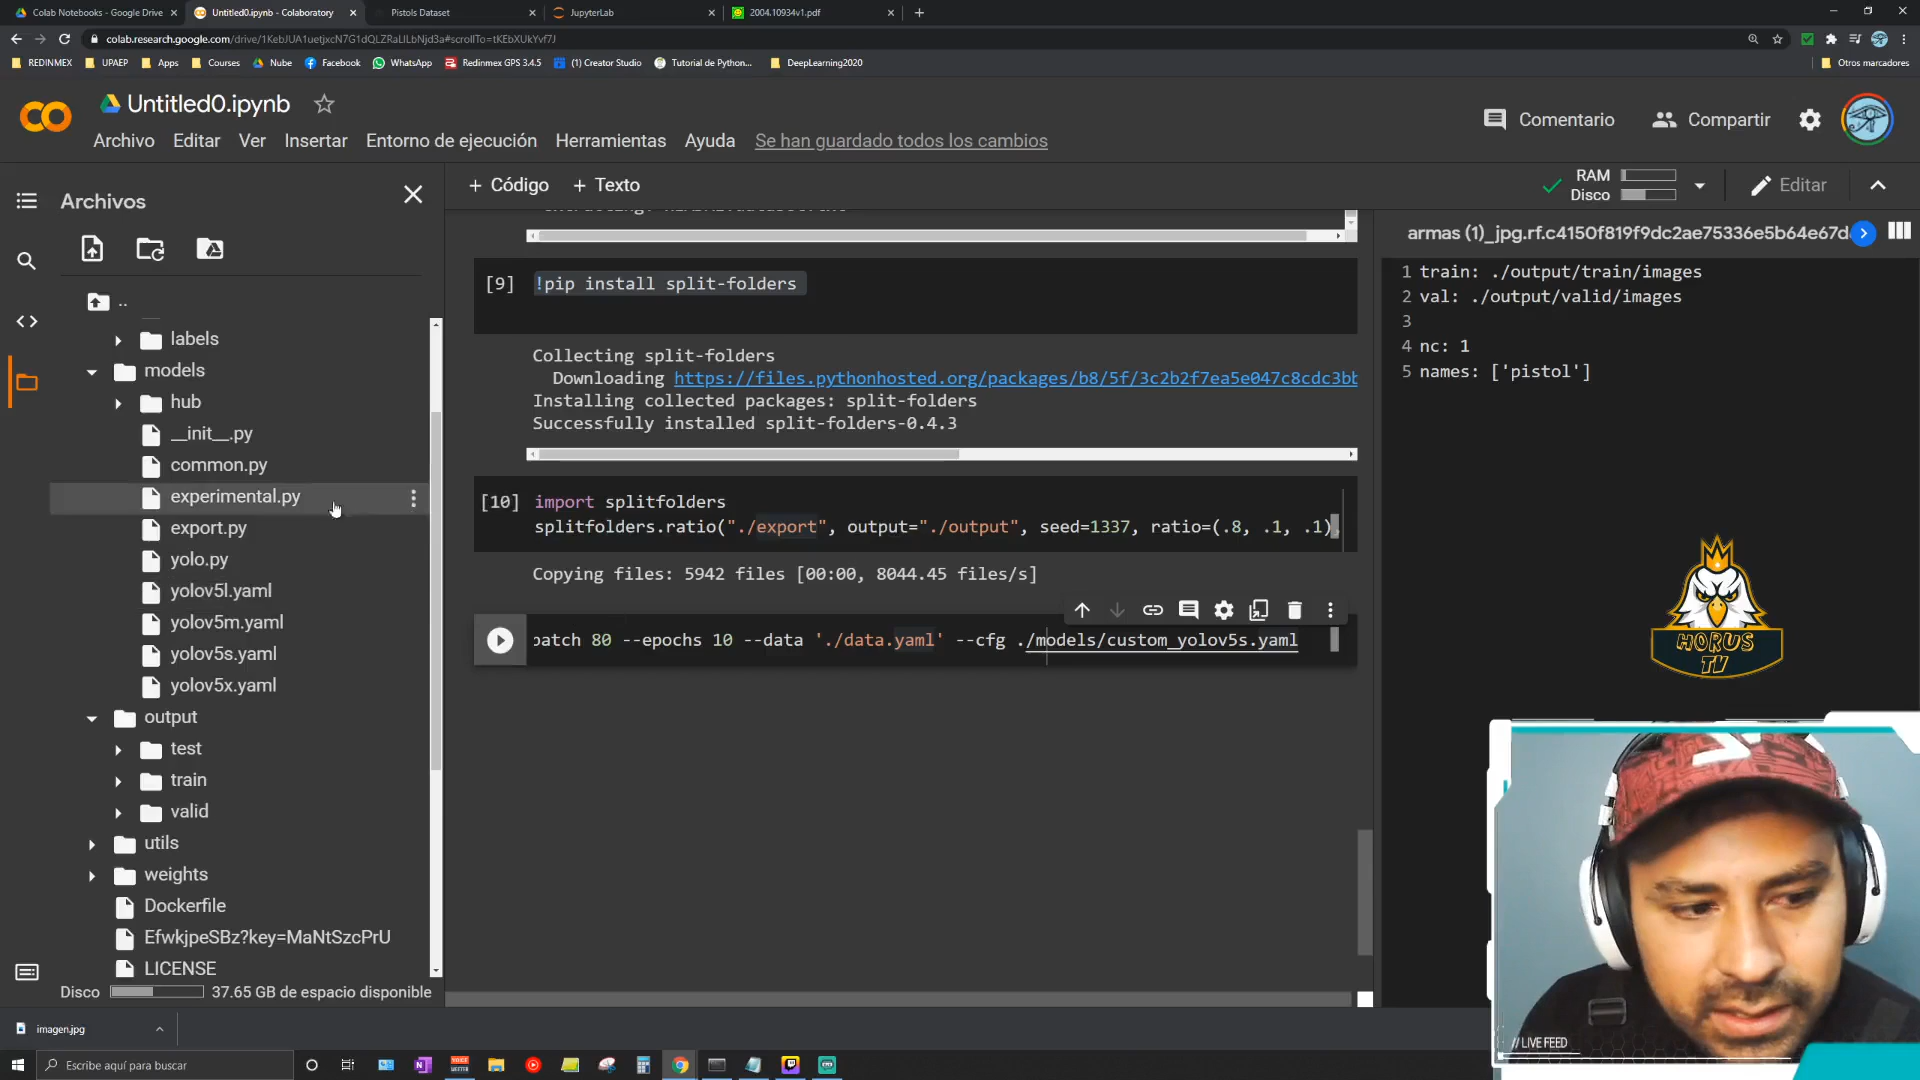 Colab Notebooks - Google Drive
Untitled0.ipynb - Colaboratory
Pistols Dataset
JupyterLab
2004.10934v1.pdf
colab.research.google.com/drive/1KebJUA1uetjxcN7G1dQLZRaLILbNjd3a#scrollTo=tKEbXUkYvf7J
REDINMEX
UPAEP
Apps
Courses
Nube
Facebook
WhatsApp
Redinmex GPS 3.4.5
(1) Creator Studio
Tutorial de Python...
DeepLearning2020
Otros marcadores
CO
Untitled0.ipynb
Archivo Editar Ver Insertar Entorno de ejecución Herramientas Ayuda Se han guardado todos los cambios
Comentario
Compartir
Archivos
+ Código + Texto
RAM
Disco
Editar
..
labels
models
hub
__init__.py
common.py
experimental.py
export.py
yolo.py
yolov5l.yaml
yolov5m.yaml
yolov5s.yaml
yolov5x.yaml
output
test
train
valid
utils
weights
Dockerfile
EfwkjpeSBz?key=MaNtSzcPrU
LICENSE
Disco 37.65 GB de espacio disponible
[9] !pip install split-folders
Collecting split-folders
Downloading https://files.pythonhosted.org/packages/b8/5f/3c2b2f7ea5e047c8cdc3bb
Installing collected packages: split-folders
Successfully installed split-folders-0.4.3
[10] import splitfolders
splitfolders.ratio("./export", output="./output", seed=1337, ratio=(.8, .1, .1),
Copying files: 5942 files [00:00, 8044.45 files/s]
batch 80 --epochs 10 --data './data.yaml' --cfg ./models/custom_yolov5s.yaml
armas (1)_jpg.rf.c4150f819f9dc2ae75336e5b64e67d
1 train: ./output/train/images
2 val: ./output/valid/images
3
4 nc: 1
5 names: ['pistol']
HORUS
TV
// LIVE FEED
imagen.jpg
Escribe aquí para buscar